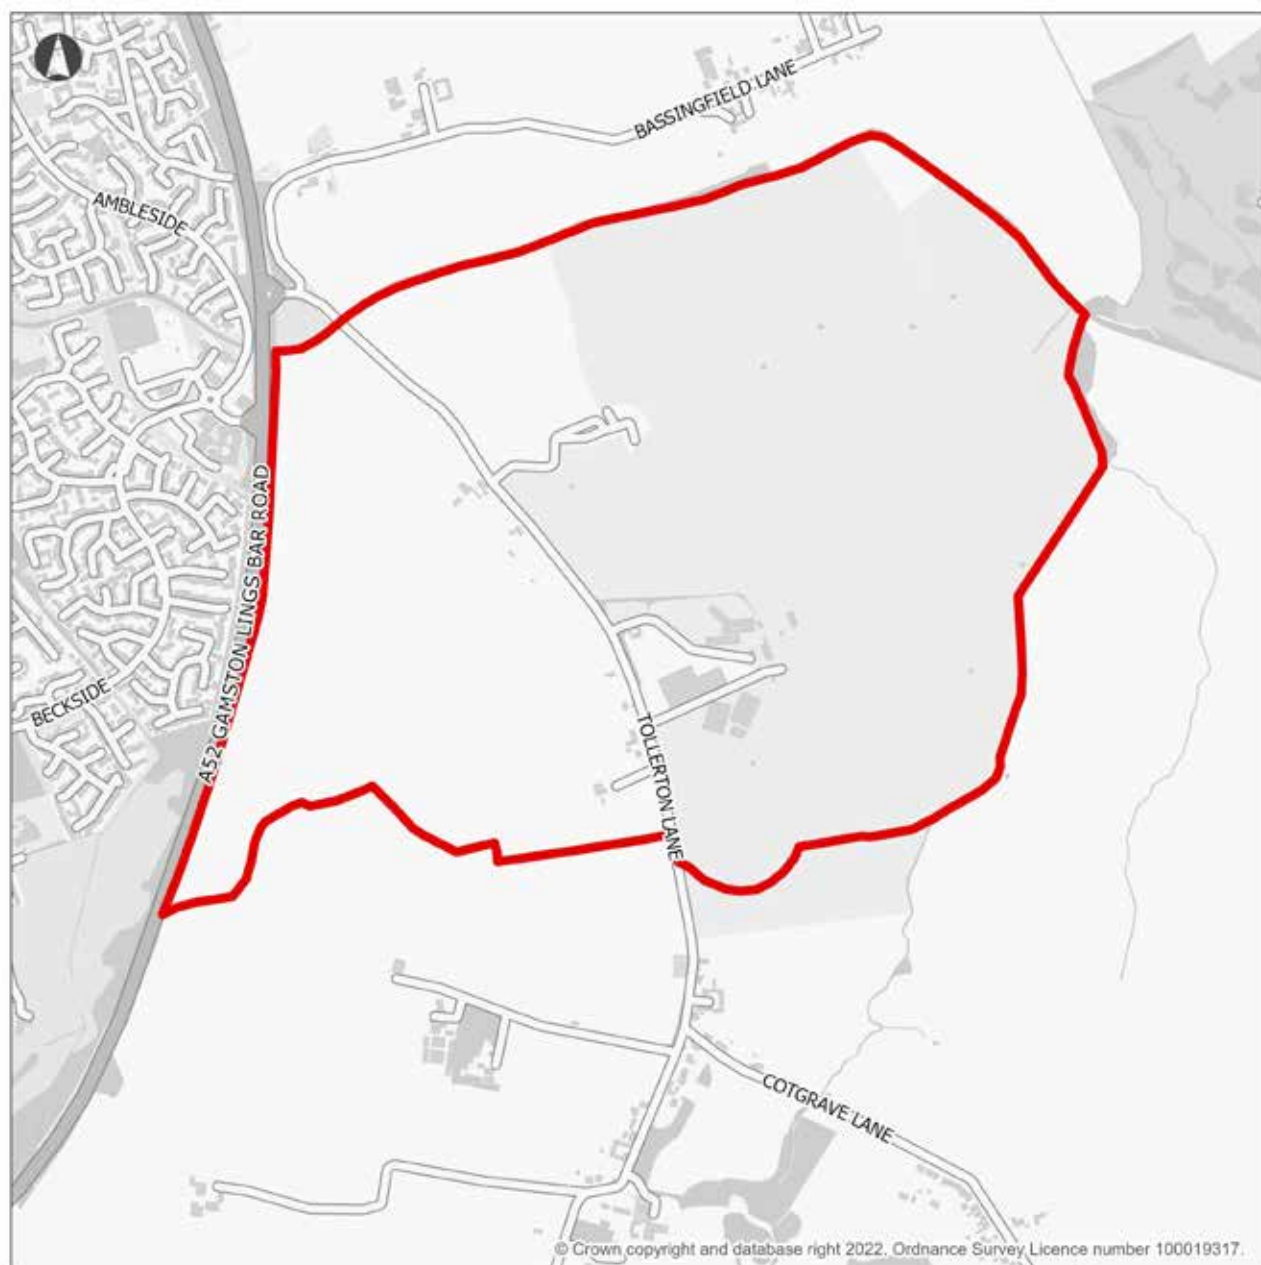 BASSINGFIELD LANE
AMBLESIDE
A52 GAMSTON LINGS BAR ROAD
BECKSIDE
TOLLERTON LANE
COTGRAVE LANE
© Crown copyright and database right 2022. Ordnance Survey Licence number 100019317.